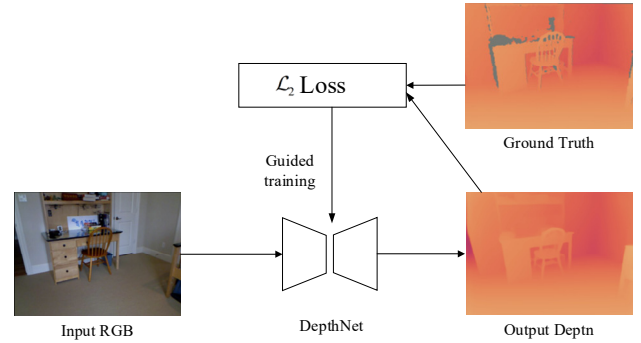 ℒ₂ Loss
Ground Truth
Guided
training
Input RGB
DepthNet
Output Deptn